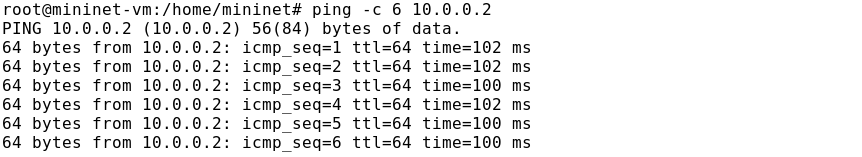 root@mininet-vm:/home/mininet# ping -c 6 10.0.0.2
PING 10.0.0.2 (10.0.0.2) 56(84) bytes of data.
64 bytes from 10.0.0.2: icmp_seq=1 ttl=64 time=102 ms
64 bytes from 10.0.0.2: icmp_seq=2 ttl=64 time=102 ms
64 bytes from 10.0.0.2: icmp_seq=3 ttl=64 time=100 ms
64 bytes from 10.0.0.2: icmp_seq=4 ttl=64 time=102 ms
64 bytes from 10.0.0.2: icmp_seq=5 ttl=64 time=100 ms
64 bytes from 10.0.0.2: icmp_seq=6 ttl=64 time=100 ms